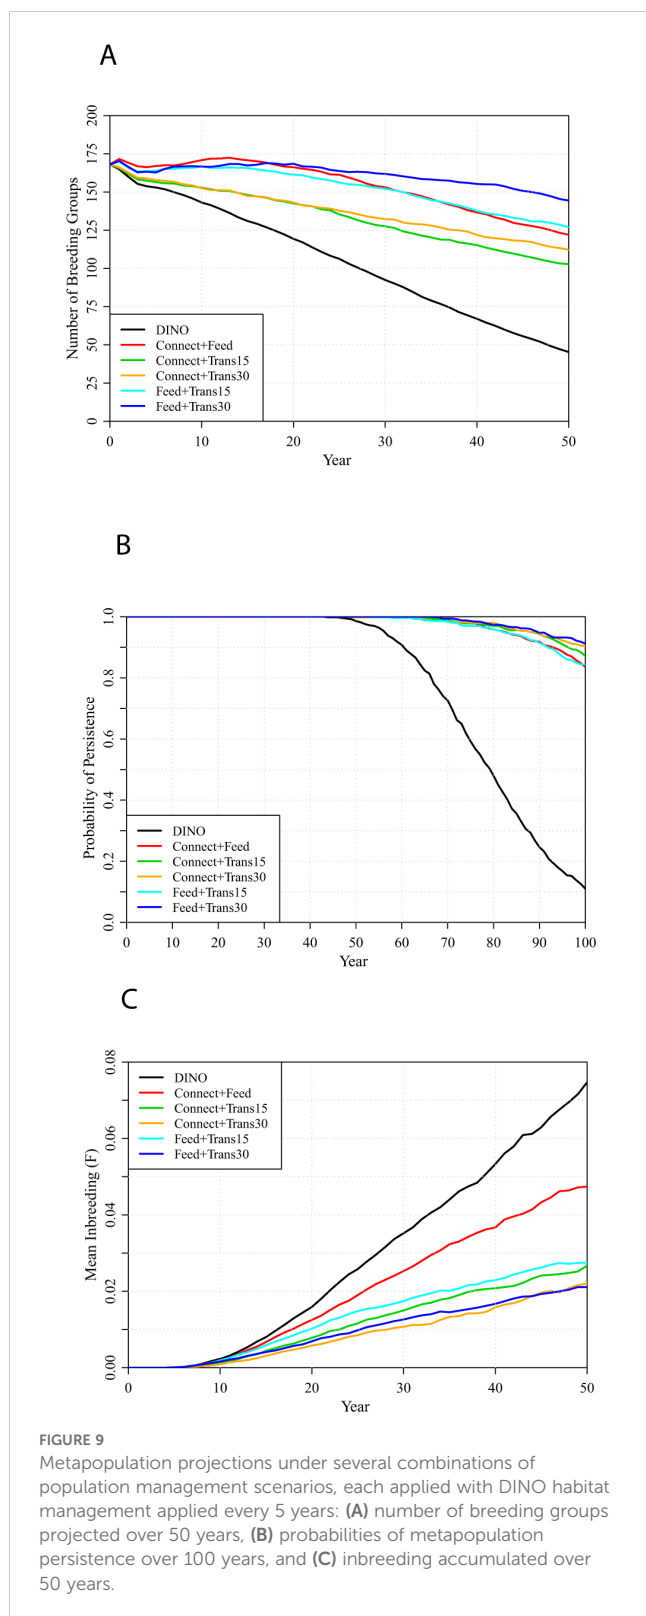 A
Number of Breeding Groups
200
175
150
125
100
75
50
25
0
DINO
Connect+Feed
Connect+Trans15
Connect+Trans30
Feed+Trans15
Feed+Trans30
0 10 20 30 40 50
Year
B
Probability of Persistence
1.0
0.8
0.6
0.4
0.2
0.0
DINO
Connect+Feed
Connect+Trans15
Connect+Trans30
Feed+Trans15
Feed+Trans30
0 10 20 30 40 50 60 70 80 90 100
Year
C
Mean Inbreeding (F)
0.08
0.06
0.04
0.02
0.00
DINO
Connect+Feed
Connect+Trans15
Connect+Trans30
Feed+Trans15
Feed+Trans30
0 10 20 30 40 50
Year
FIGURE 9
Metapopulation projections under several combinations of
population management scenarios, each applied with DINO habitat
management applied every 5 years: (A) number of breeding groups
projected over 50 years, (B) probabilities of metapopulation
persistence over 100 years, and (C) inbreeding accumulated over
50 years.